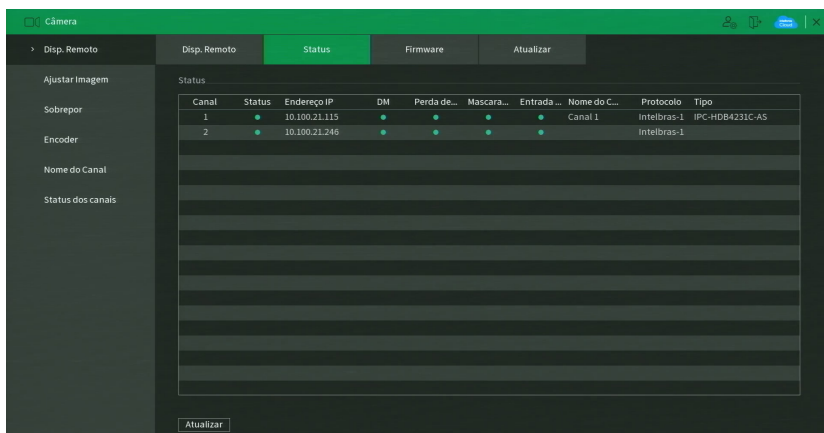 Câmera
Disp. Remoto
Ajustar Imagem
Sobrepor
Encoder
Nome do Canal
Status dos canais
Disp. Remoto Status Firmware Atualizar
Status
Canal Status Endereço IP DM Perda de... Mascara... Entrada ... Nome do C... Protocolo Tipo
1 10.100.21.115 Canal 1 Intelbras-1 IPC-HDB4231C-AS
2 10.100.21.246 Intelbras-1
Atualizar